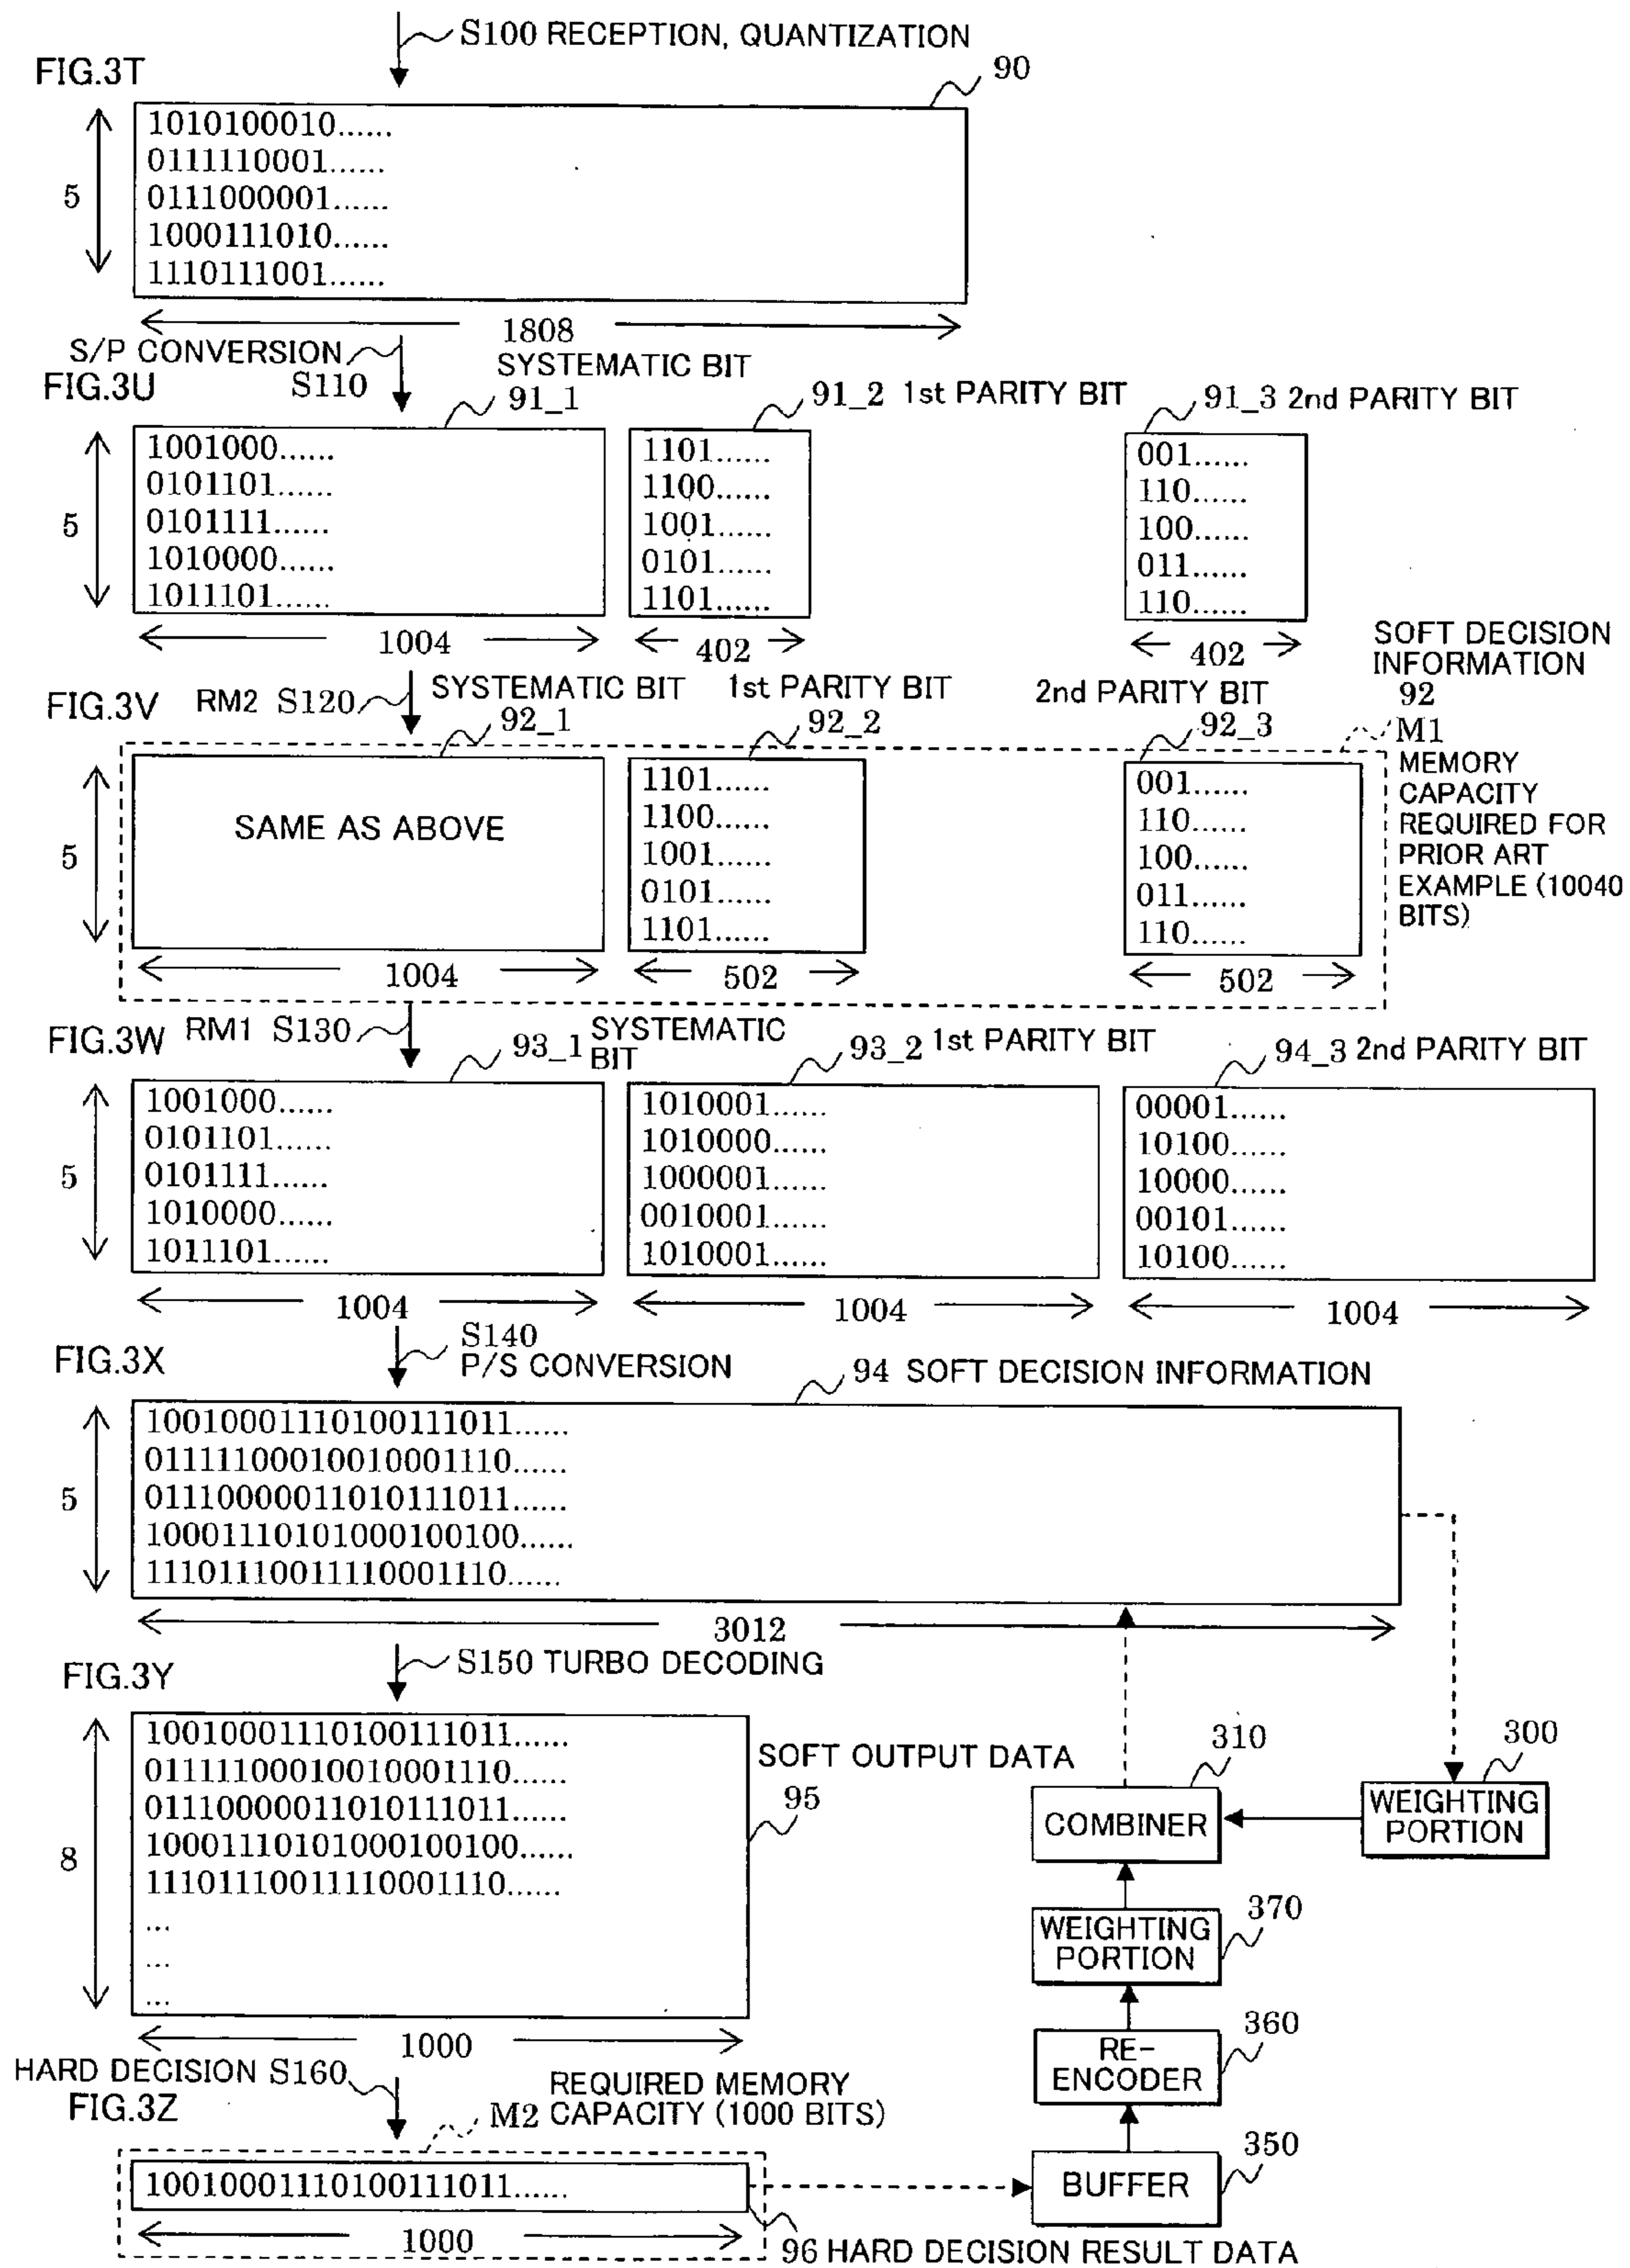 S100 RECEPTION, QUANTIZATION
FIG.3T
90
1010100010......
0111110001......
0111000001......
1000111010......
1110111001......
5
1808
S/P CONVERSION
S110
FIG.3U
SYSTEMATIC BIT
91_1
91_2 1st PARITY BIT
91_3 2nd PARITY BIT
1001000......
0101101......
0101111......
1010000......
1011101......
5
1101......
1100......
1001......
0101......
1101......
001......
110......
100......
011......
110......
1004
402
402
SOFT DECISION
INFORMATION
92
FIG.3V
RM2 S120
SYSTEMATIC BIT
92_1
1st PARITY BIT
92_2
2nd PARITY BIT
92_3
M1
MEMORY
CAPACITY
REQUIRED FOR
PRIOR ART
EXAMPLE (10040
BITS)
5
SAME AS ABOVE
1101......
1100......
1001......
0101......
1101......
001......
110......
100......
011......
110......
1004
502
502
FIG.3W
RM1 S130
93_1 SYSTEMATIC
BIT
93_2 1st PARITY BIT
94_3 2nd PARITY BIT
5
1001000......
0101101......
0101111......
1010000......
1011101......
1010001......
1010000......
1000001......
0010001......
1010001......
00001......
10100......
10000......
00101......
10100......
1004
1004
1004
S140
P/S CONVERSION
FIG.3X
94 SOFT DECISION INFORMATION
5
10010001110100111011......
01111100010010001110......
01110000011010111011......
10001110101000100100......
11101110011110001110......
3012
S150 TURBO DECODING
FIG.3Y
8
10010001110100111011......
01111100010010001110......
01110000011010111011......
10001110101000100100......
11101110011110001110......
...
...
...
SOFT OUTPUT DATA
95
1000
310
COMBINER
300
WEIGHTING
PORTION
370
WEIGHTING
PORTION
360
RE-
ENCODER
350
BUFFER
HARD DECISION S160
FIG.3Z
M2
REQUIRED MEMORY
CAPACITY (1000 BITS)
10010001110100111011......
1000
96 HARD DECISION RESULT DATA